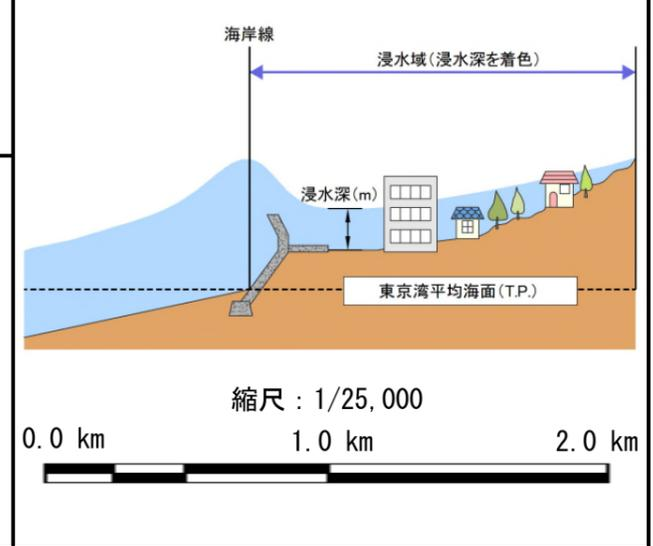 海岸線
浸水域（浸水深を着色）
浸水深（m）
東京湾平均海面（T.P.）
縮尺：1/25,000
0.0 km 1.0 km 2.0 km